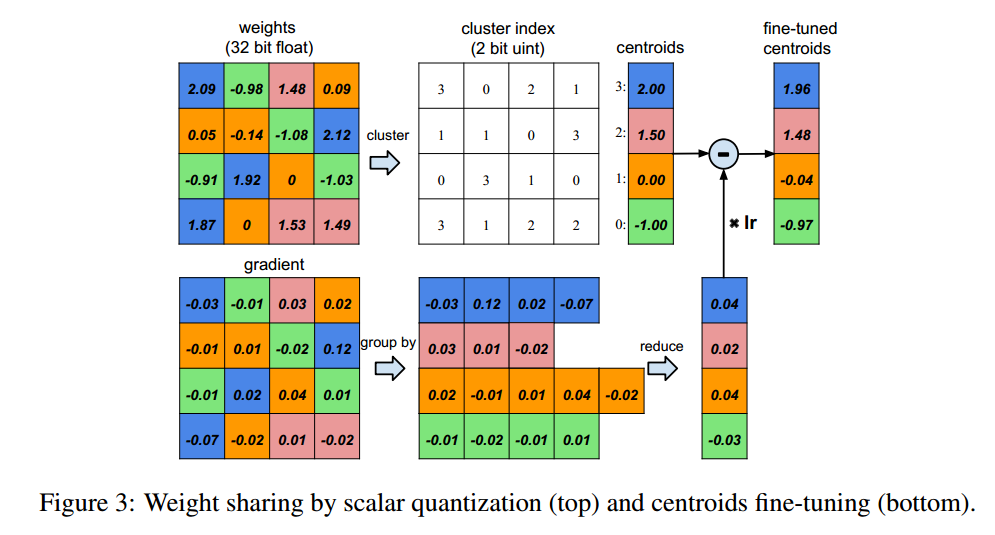 weights
(32 bit float)
cluster index
(2 bit uint)
centroids
fine-tuned
centroids
2.09 -0.98 1.48 0.09
0.05 -0.14 -1.08 2.12
-0.91 1.92 0 -1.03
1.87 0 1.53 1.49
cluster
3 0 2 1
1 1 0 3
0 3 1 0
3 1 2 2
3: 2.00
2: 1.50
1: 0.00
0: -1.00
-
× lr
1.96
1.48
-0.04
-0.97
gradient
-0.03 -0.01 0.03 0.02
-0.01 0.01 -0.02 0.12
-0.01 0.02 0.04 0.01
-0.07 -0.02 0.01 -0.02
group by
-0.03 0.12 0.02 -0.07
0.03 0.01 -0.02
0.02 -0.01 0.01 0.04 -0.02
-0.01 -0.02 -0.01 0.01
reduce
0.04
0.02
0.04
-0.03
Figure 3: Weight sharing by scalar quantization (top) and centroids fine-tuning (bottom).